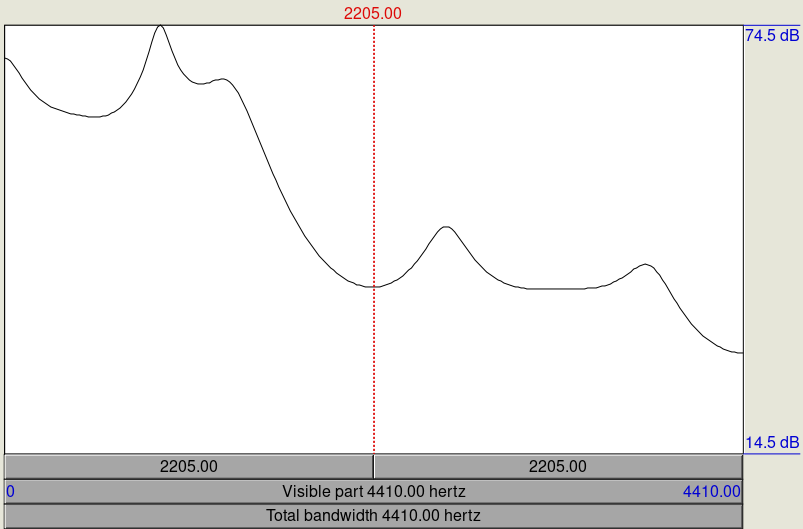 2205.00
74.5 dB
14.5 dB
2205.00 2205.00
0 Visible part 4410.00 hertz 4410.00
Total bandwidth 4410.00 hertz